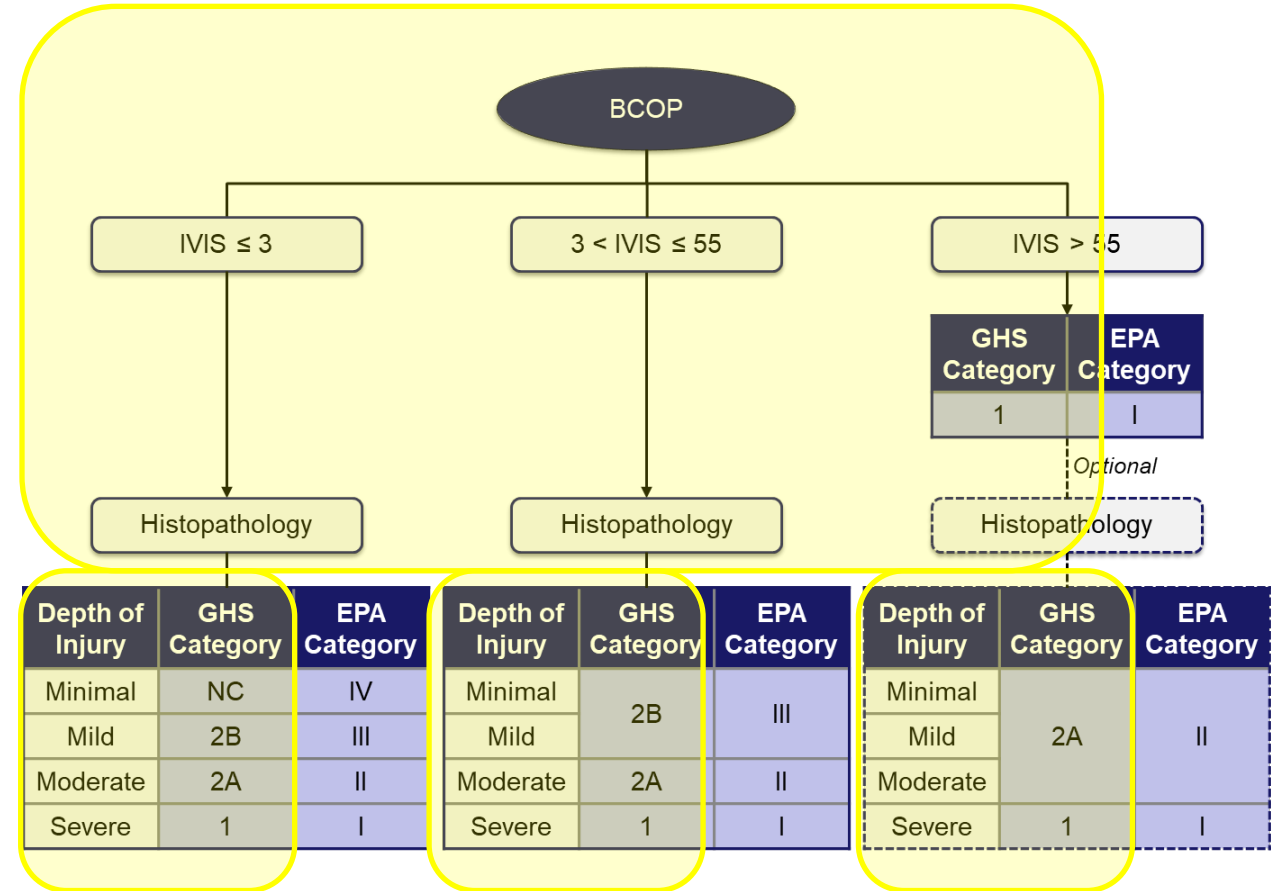 BCOP
IVIS ≤ 3
3 < IVIS ≤ 55
IVIS > 55
GHS Category
EPA Category
1
I
Optional
Histopathology
Histopathology
Histopathology
Depth of Injury
GHS Category
EPA Category
Minimal
NC
IV
Mild
2B
III
Moderate
2A
II
Severe
1
I
Depth of Injury
GHS Category
EPA Category
Minimal
2B
III
Mild
Moderate
2A
II
Severe
1
I
Depth of Injury
GHS Category
EPA Category
Minimal
Mild
2A
II
Moderate
Severe
1
I